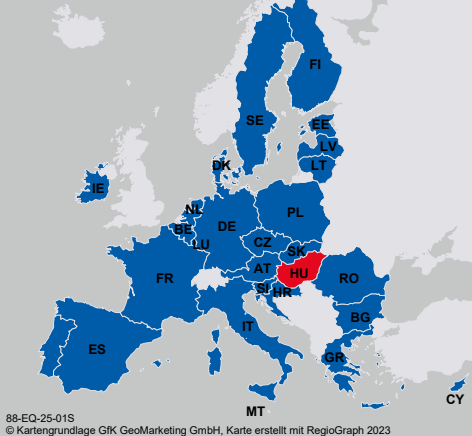 FI
SE
EE
LV
LT
DK
IE
NL
BE
DE
PL
LU
CZ
SK
AT
HU
FR
SI
HR
RO
IT
BG
ES
GR
CY
MT
88-EQ-25-01S
© Kartengrundlage GfK GeoMarketing GmbH, Karte erstellt mit RegioGraph 2023